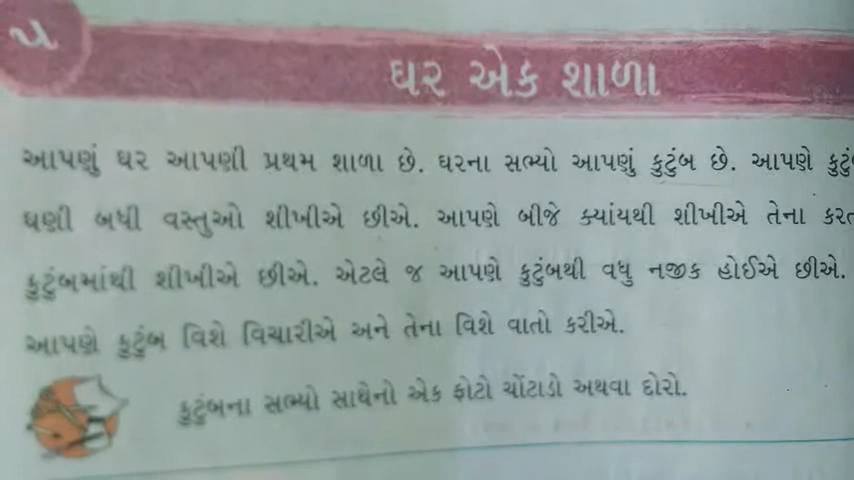 ૫
ઘર એક શાળા
આપણું ઘર આપણી પ્રથમ શાળા છે. ઘરના સભ્યો આપણું કુટુંબ છે. આપણે
ઘણી બધી વસ્તુઓ શીખીએ છીએ. આપણે બીજે ક્યાંયથી શીખીએ તેના
કુટુંબમાંથી શીખીએ છીએ. એટલે જ આપણે કુટુંબથી વધુ નજીક હોઈએ છીએ.
આપણે કુટુંબ વિશે વિચારીએ અને તેના વિશે વાતો કરીએ.
કુટુંબના સભ્યો સાથેનો એક ફોટો ચોંટાડો અથવા દોરો.